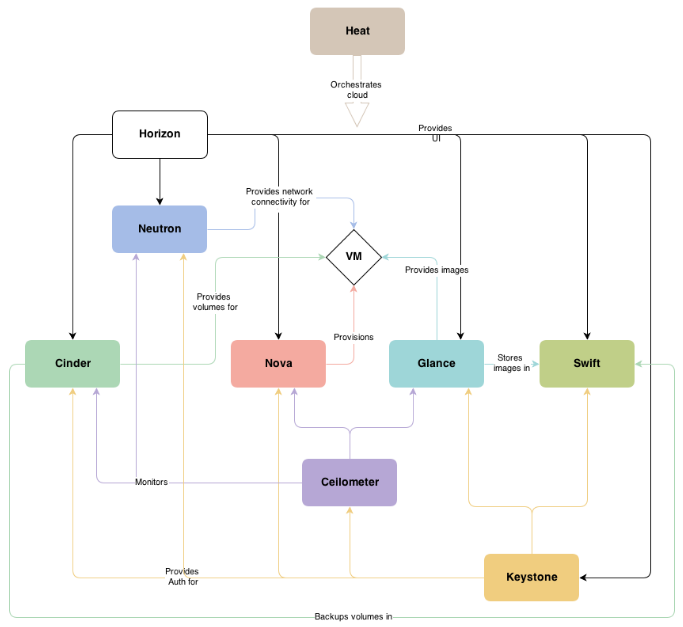 Heat
Orchestrates
cloud
Horizon
Provides
UI
Provides network
connectivity for
Neutron
VM
Provides images
Provides
volumes for
Provisions
Cinder
Nova
Glance
Stores
images in
Swift
Monitors
Ceilometer
Provides
Auth for
Keystone
Backups volumes in